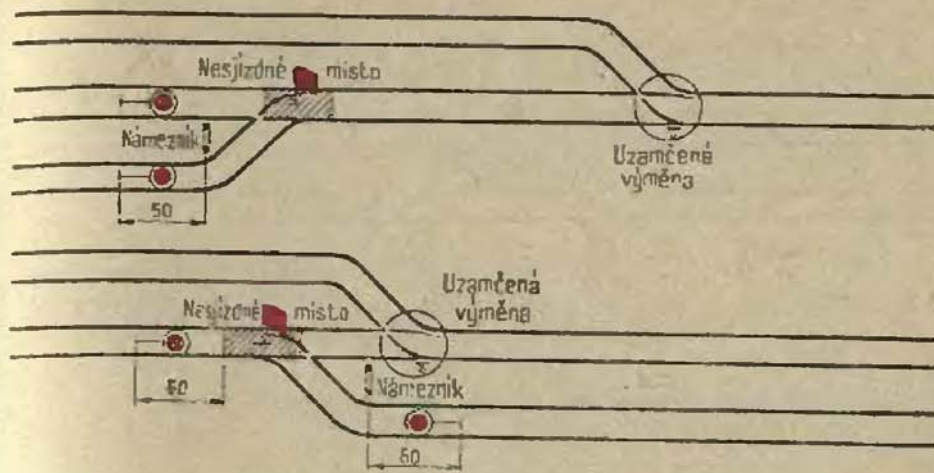 Nesjízdné místo
Námezník
Uzamčená
výměna
50
Uzamčená
výměna
Nesjízdné místo
Námezník
50
50